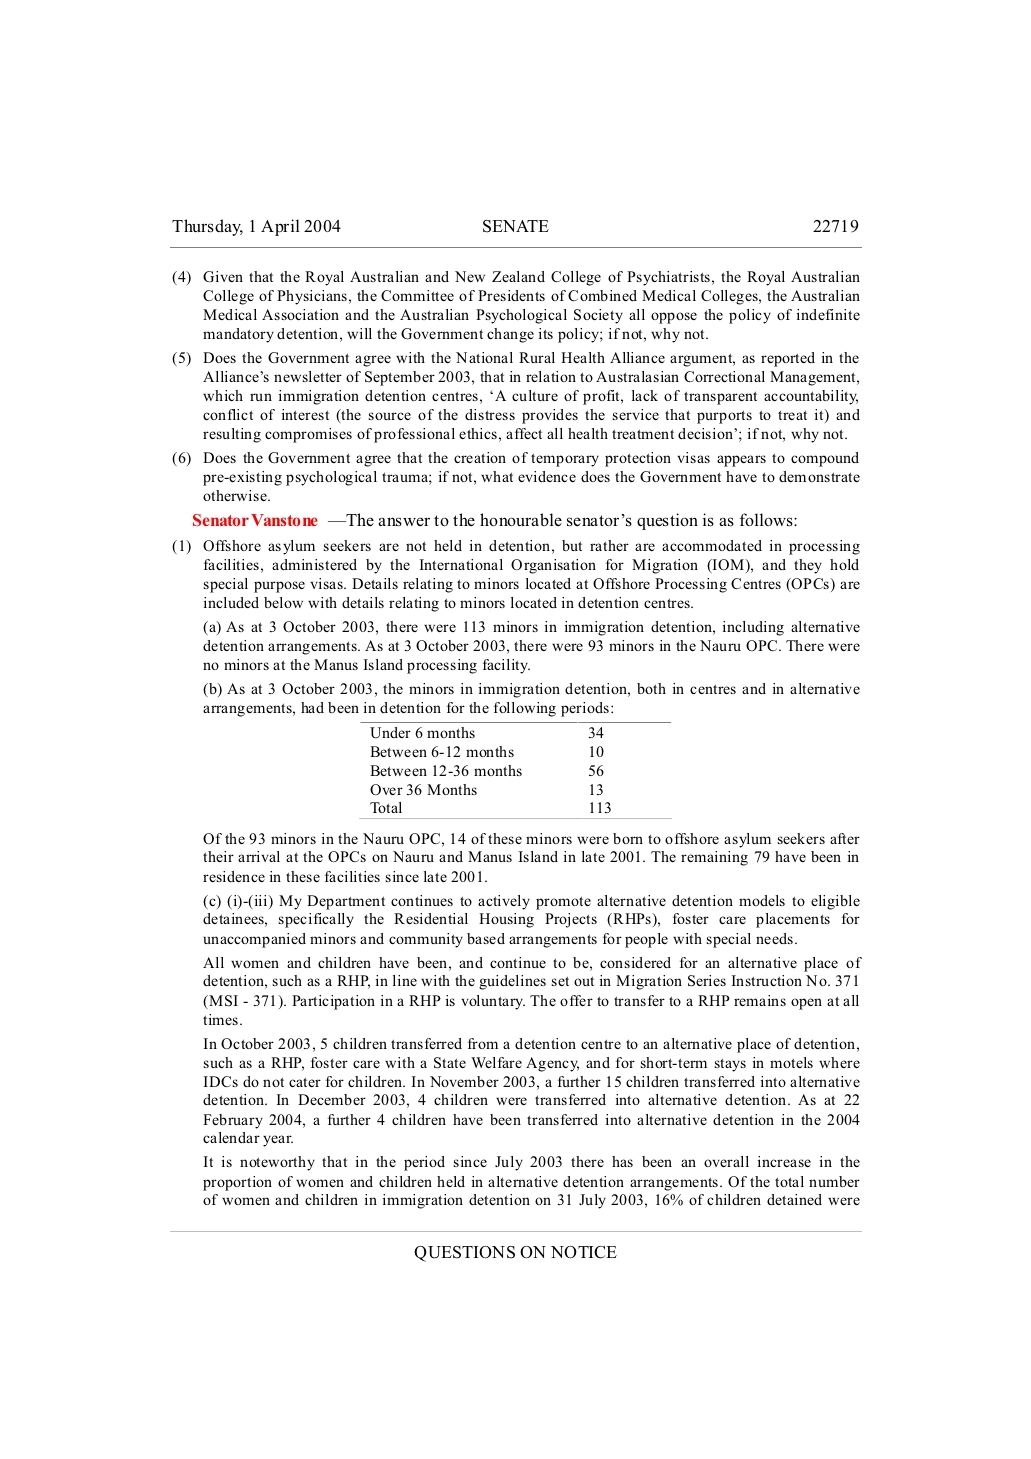 Thursday, 1 April 2004 SENATE 22719
(4) Given that the Royal Australian and New Zealand College of Psychiatrists, the Royal Australian
College of Physicians, the Committee of Presidents of Combined Medical Colleges, the Australian
Medical Association and the Australian Psychological Society all oppose the policy of indefinite
mandatory detention, will the Government change its policy; if not, why not.
(5) Does the Government agree with the National Rural Health Alliance argument, as reported in the
Alliance’s newsletter of September 2003, that in relation to Australasian Correctional Management,
which run immigration detention centres, ‘A culture of profit, lack of transparent accountability,
conflict of interest (the source of the distress provides the service that purports to treat it) and
resulting compromises of professional ethics, affect all health treatment decision’; if not, why not.
(6) Does the Government agree that the creation of temporary protection visas appears to compound
pre-existing psychological trauma; if not, what evidence does the Government have to demonstrate
otherwise.
Senator Vanstone —The answer to the honourable senator’s question is as follows:
(1) Offshore asylum seekers are not held in detention, but rather are accommodated in processing
facilities, administered by the International Organisation for Migration (IOM), and they hold
special purpose visas. Details relating to minors located at Offshore Processing Centres (OPCs) are
included below with details relating to minors located in detention centres.
(a) As at 3 October 2003, there were 113 minors in immigration detention, including alternative
detention arrangements. As at 3 October 2003, there were 93 minors in the Nauru OPC. There were
no minors at the Manus Island processing facility.
(b) As at 3 October 2003, the minors in immigration detention, both in centres and in alternative
arrangements, had been in detention for the following periods:
Under 6 months 34
Between 6-12 months 10
Between 12-36 months 56
Over 36 Months 13
Total 113
Of the 93 minors in the Nauru OPC, 14 of these minors were born to offshore asylum seekers after
their arrival at the OPCs on Nauru and Manus Island in late 2001. The remaining 79 have been in
residence in these facilities since late 2001.
(c) (i)-(iii) My Department continues to actively promote alternative detention models to eligible
detainees, specifically the Residential Housing Projects (RHPs), foster care placements for
unaccompanied minors and community based arrangements for people with special needs.
All women and children have been, and continue to be, considered for an alternative place of
detention, such as a RHP, in line with the guidelines set out in Migration Series Instruction No. 371
(MSI - 371). Participation in a RHP is voluntary. The offer to transfer to a RHP remains open at all
times.
In October 2003, 5 children transferred from a detention centre to an alternative place of detention,
such as a RHP, foster care with a State Welfare Agency, and for short-term stays in motels where
IDCs do not cater for children. In November 2003, a further 15 children transferred into alternative
detention. In December 2003, 4 children were transferred into alternative detention. As at 22
February 2004, a further 4 children have been transferred into alternative detention in the 2004
calendar year.
It is noteworthy that in the period since July 2003 there has been an overall increase in the
proportion of women and children held in alternative detention arrangements. Of the total number
of women and children in immigration detention on 31 July 2003, 16% of children detained were
QUESTIONS ON NOTICE